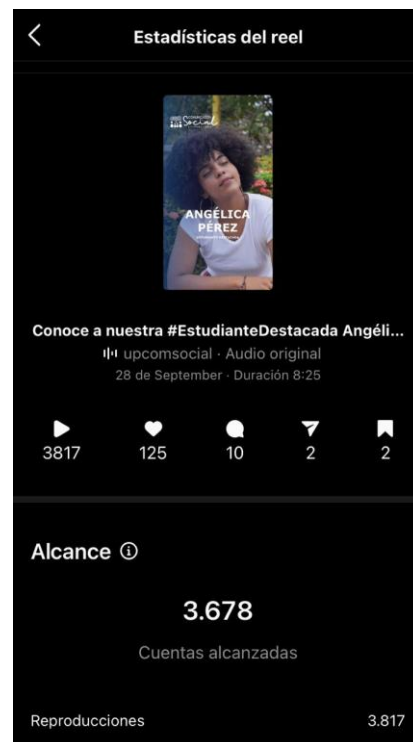 Estadísticas del reel
Social
ANGÉLICA
PÉREZ
Conoce a nuestra #EstudianteDestacada Angéli...
upcomsocial · Audio original
28 de September · Duración 8:25
3817 125 10 2 2
Alcance
3.678
Cuentas alcanzadas
Reproducciones 3.817